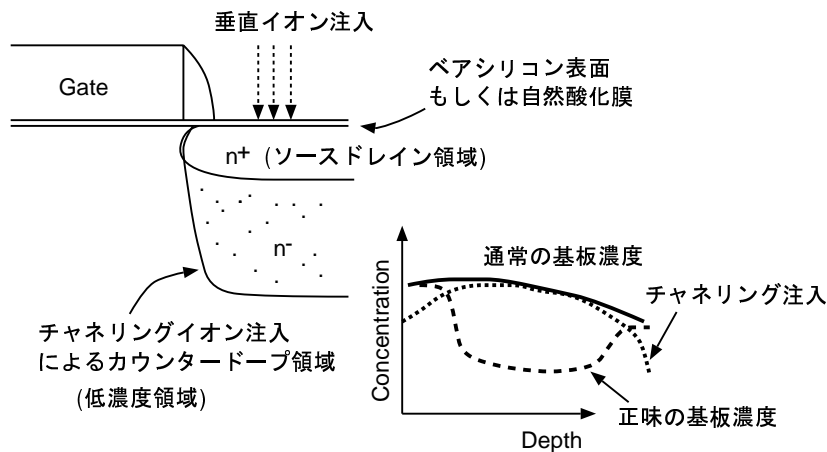 垂直イオン注入
Gate
ベアシリコン表面
もしくは自然酸化膜
n+ (ソースドレイン領域)
n-
チャネリングイオン注入
によるカウンタードープ領域
(低濃度領域)
Concentration
通常の基板濃度
チャネリング注入
正味の基板濃度
Depth